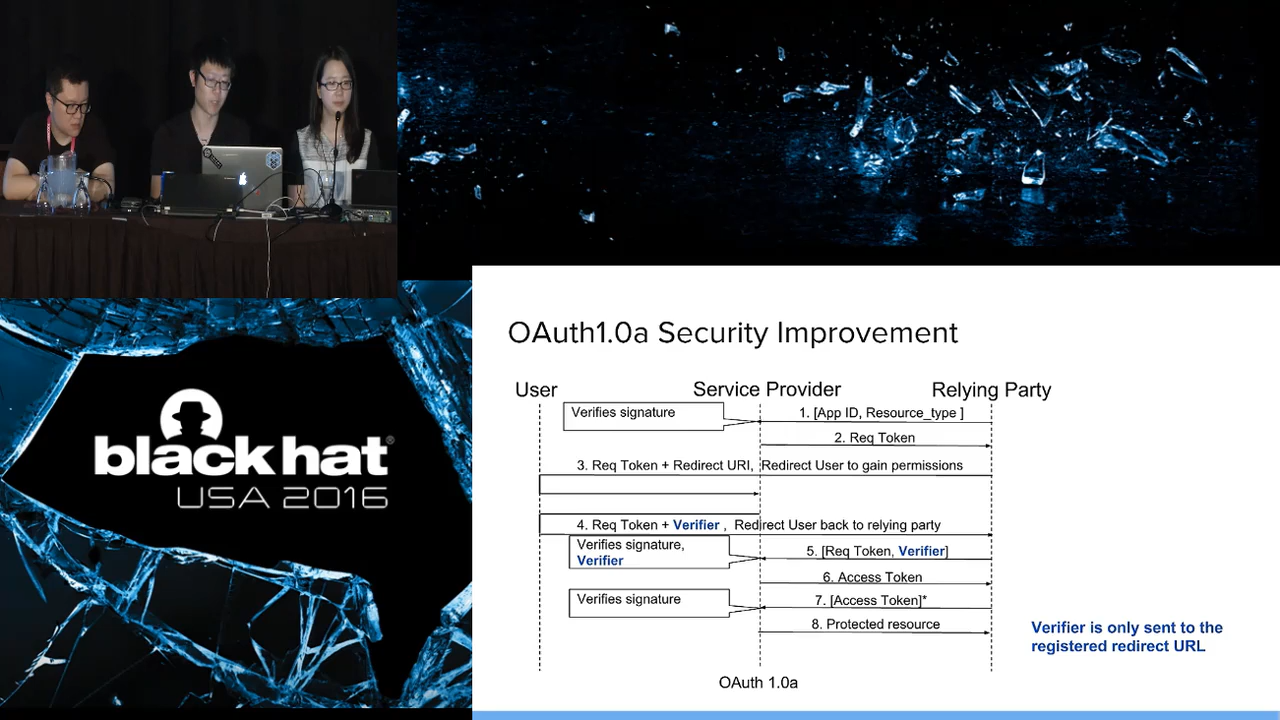 black hat®
USA 2016
OAuth1.0a Security Improvement
User
Service Provider
Relying Party
Verifies signature
1. [App ID, Resource_type ]
2. Req Token
3. Req Token + Redirect URI, Redirect User to gain permissions
4. Req Token + Verifier , Redirect User back to relying party
Verifies signature,
Verifier
5. [Req Token, Verifier]
6. Access Token
Verifies signature
7. [Access Token]*
8. Protected resource
Verifier is only sent to the
registered redirect URL
OAuth 1.0a